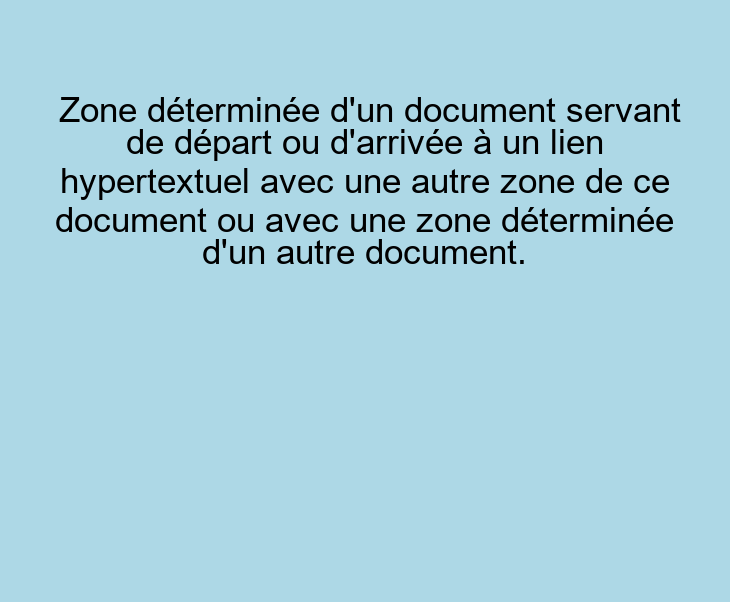 Zone déterminée d'un document servant
de départ ou d'arrivée à un lien
hypertextuel avec une autre zone de ce
document ou avec une zone déterminée
d'un autre document.